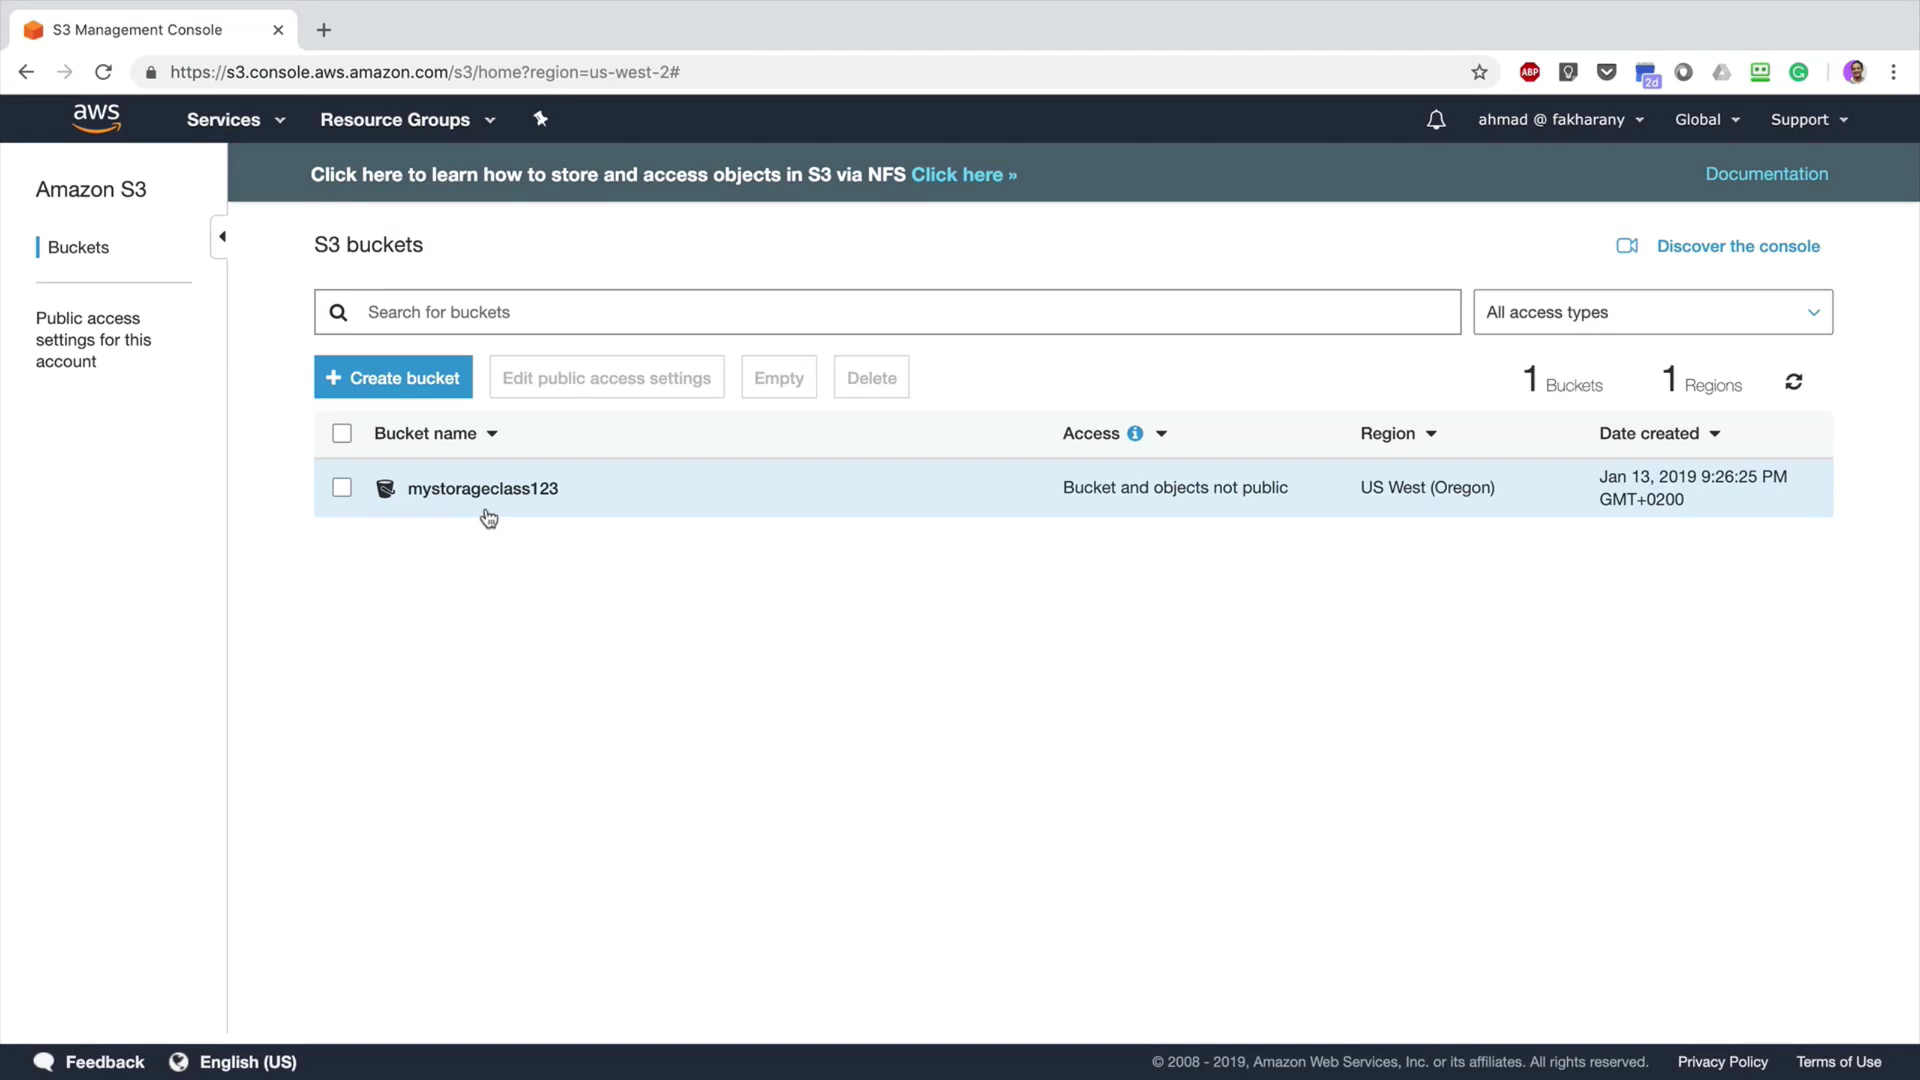 S3 Management Console
https://s3.console.aws.amazon.com/s3/home?region=us-west-2#
ABP
2d
aws
Services
Resource Groups
ahmad @ fakharany
Global
Support
Amazon S3
Buckets
Public access
settings for this
account
Click here to learn how to store and access objects in S3 via NFS Click here »
Documentation
S3 buckets
Discover the console
Search for buckets
All access types
+ Create bucket
Edit public access settings
Empty
Delete
1 Buckets
1 Regions
Bucket name
Access
Region
Date created
mystorageclass123
Bucket and objects not public
US West (Oregon)
Jan 13, 2019 9:26:25 PM
GMT+0200
Feedback
English (US)
© 2008 - 2019, Amazon Web Services, Inc. or its affiliates. All rights reserved.
Privacy Policy
Terms of Use